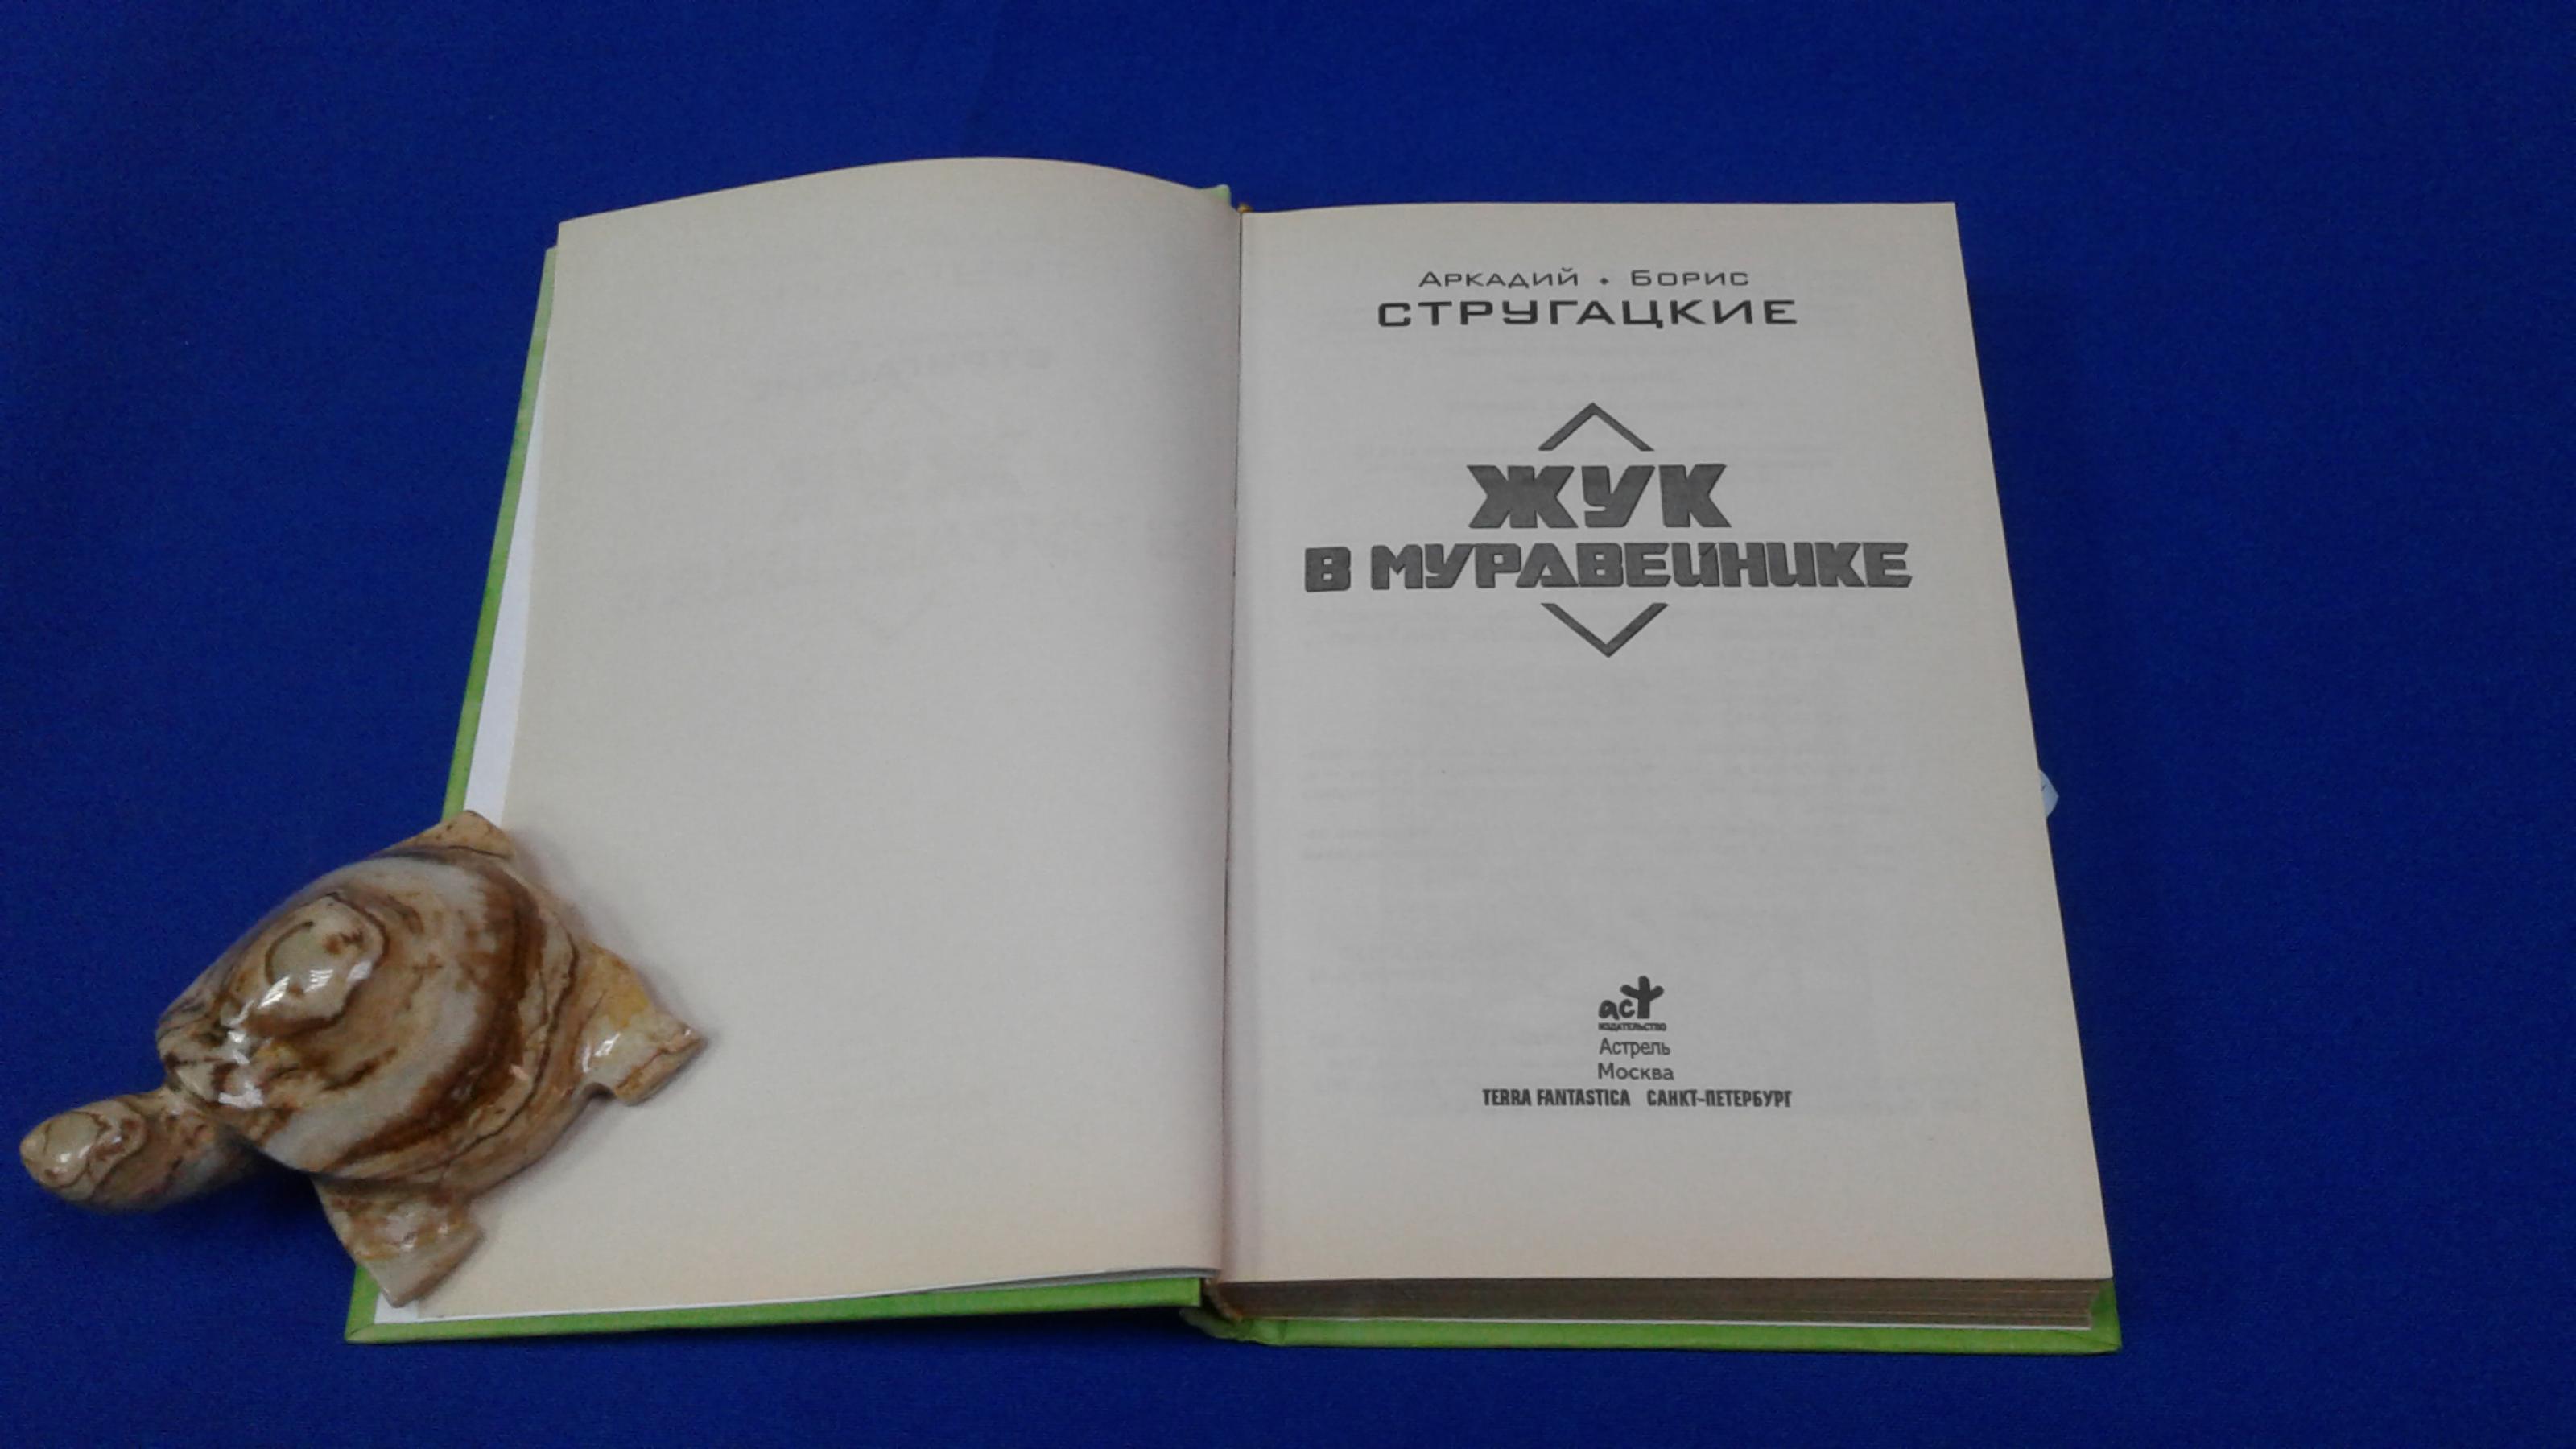 Аркадий • Борис
СТРУГАЦКИЕ
ЖУК
В МУРАВЕЙНИКЕ
аст
ИЗДАТЕЛЬСТВО
Астрель
Москва
TERRA FANTASTICA САНКТ-ПЕТЕРБУРГ